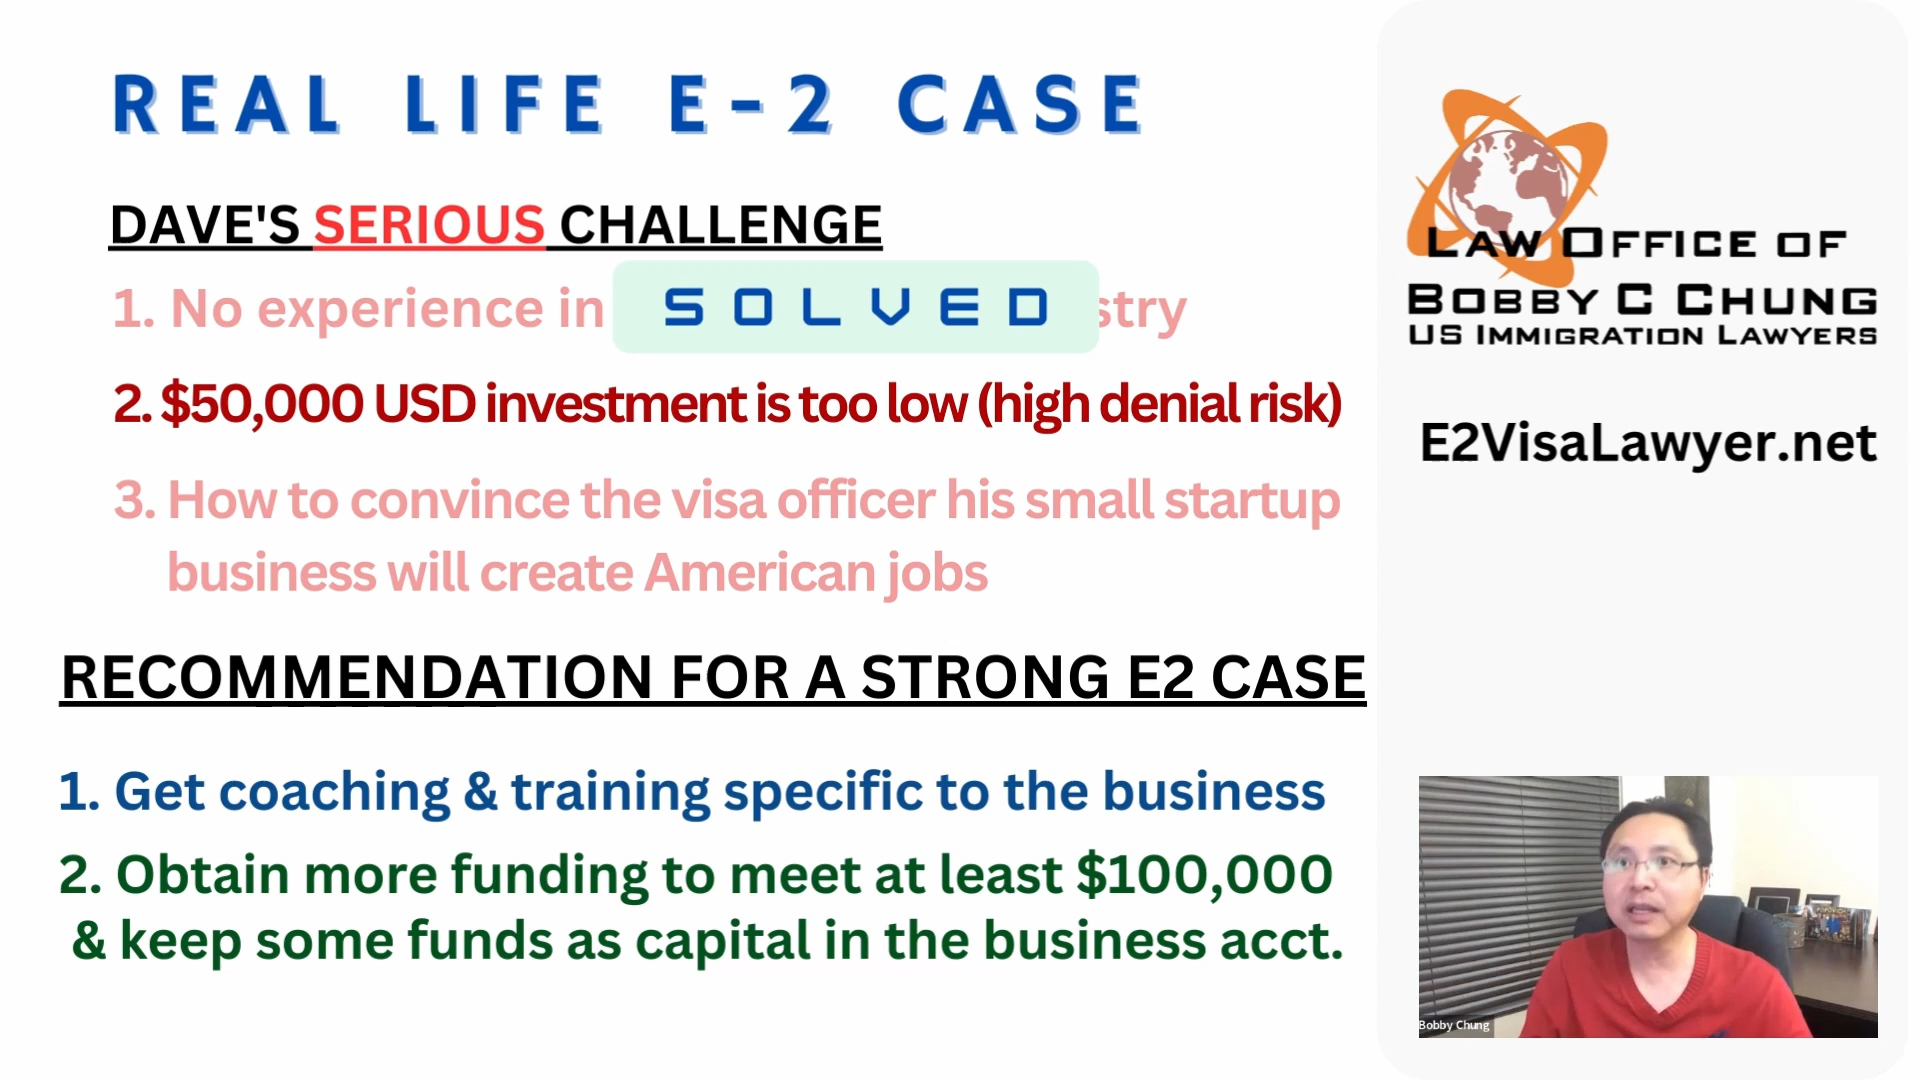 REAL LIFE E-2 CASE
DAVE'S SERIOUS CHALLENGE
1. No experience in SOLVED stry
2. $50,000 USD investment is too low (high denial risk)
3. How to convince the visa officer his small startup
business will create American jobs
RECOMMENDATION FOR A STRONG E2 CASE
1. Get coaching & training specific to the business
2. Obtain more funding to meet at least $100,000
& keep some funds as capital in the business acct.
LAW OFFICE OF
BOBBY C CHUNG
US IMMIGRATION LAWYERS
E2VisaLawyer.net
Bobby Chung